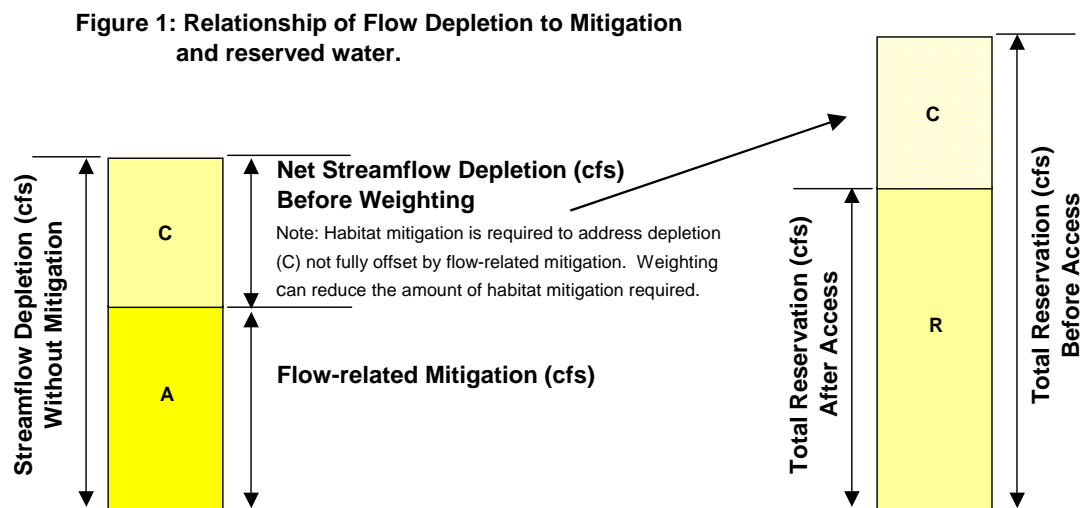 Figure 1: Relationship of Flow Depletion to Mitigation
and reserved water.
Streamflow Depletion (cfs)
Without Mitigation
C
A
Net Streamflow Depletion (cfs)
Before Weighting
Note: Habitat mitigation is required to address depletion
(C) not fully offset by flow-related mitigation. Weighting
can reduce the amount of habitat mitigation required.
Flow-related Mitigation (cfs)
Total Reservation (cfs)
After Access
C
R
Total Reservation (cfs)
Before Access